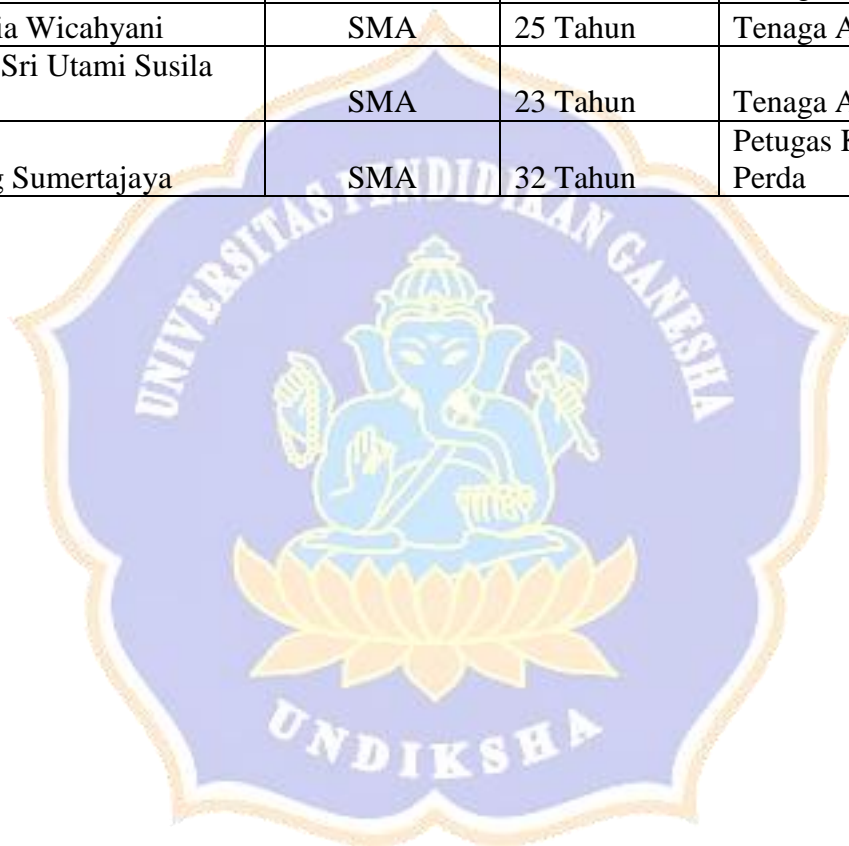 ia Wicahyani SMA 25 Tahun Tenaga A
Sri Utami Susila
SMA 23 Tahun Tenaga A
Petugas
g Sumertajaya SMA 32 Tahun Perda
UNIVERSITAS PENDIDIKAN GANESHA
UNDIKSHA